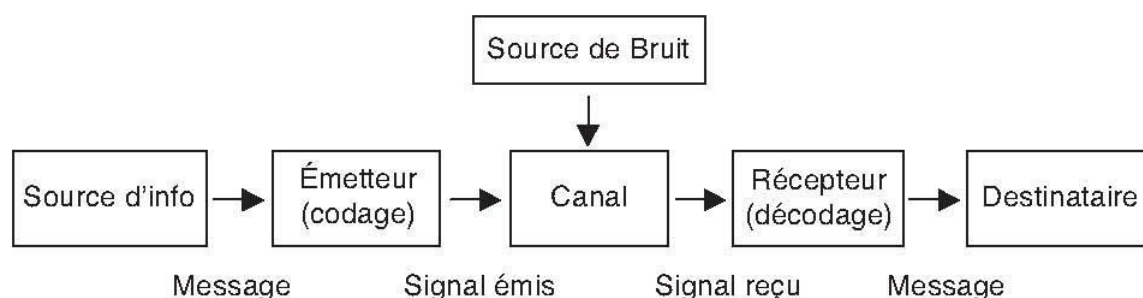 Source de Bruit
Source d'info
Émetteur
(codage)
Canal
Récepteur
(décodage)
Destinataire
Message
Signal émis
Signal reçu
Message